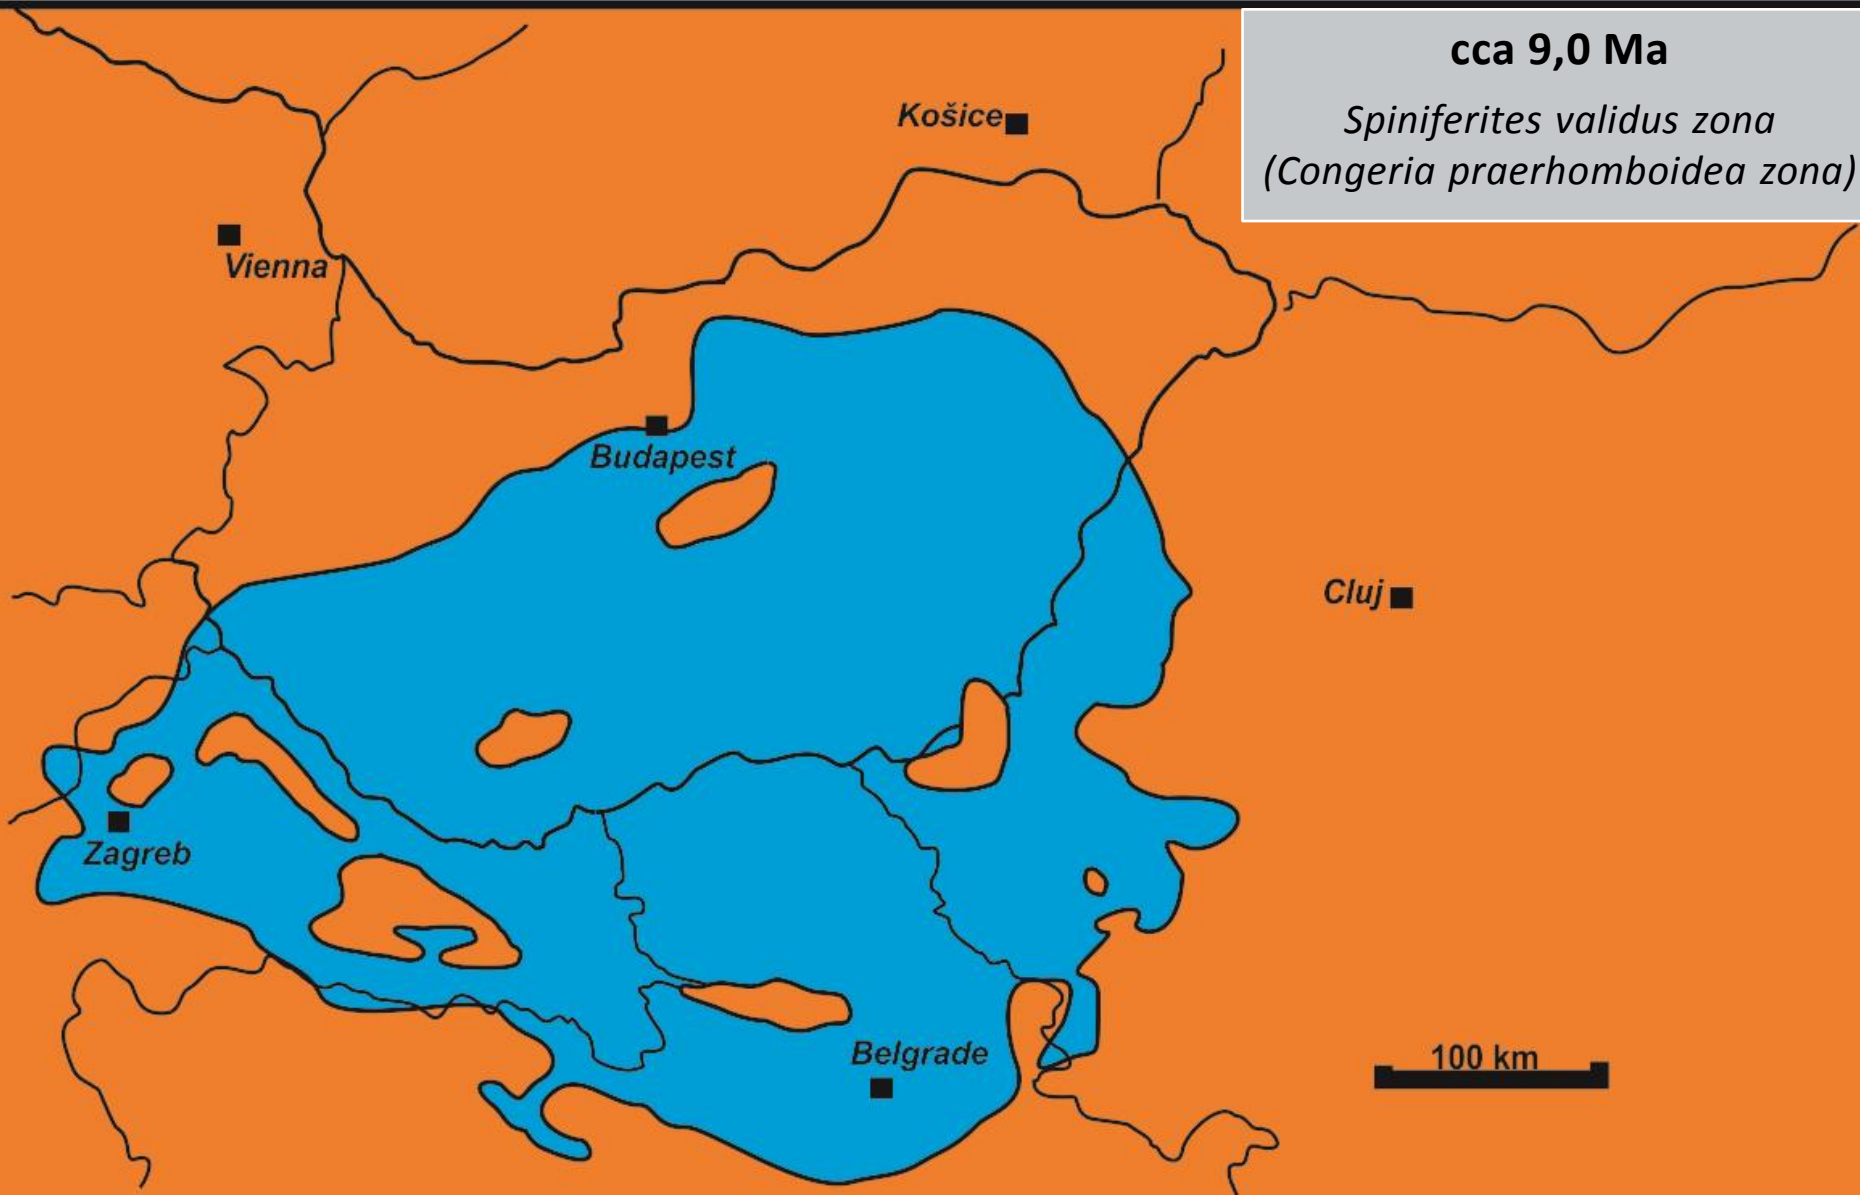 cca 9,0 Ma
Spiniferites validus zona
(Congeria praerhomboidea zona)
Košice
Vienna
Budapest
Cluj
Zagreb
Belgrade
100 km